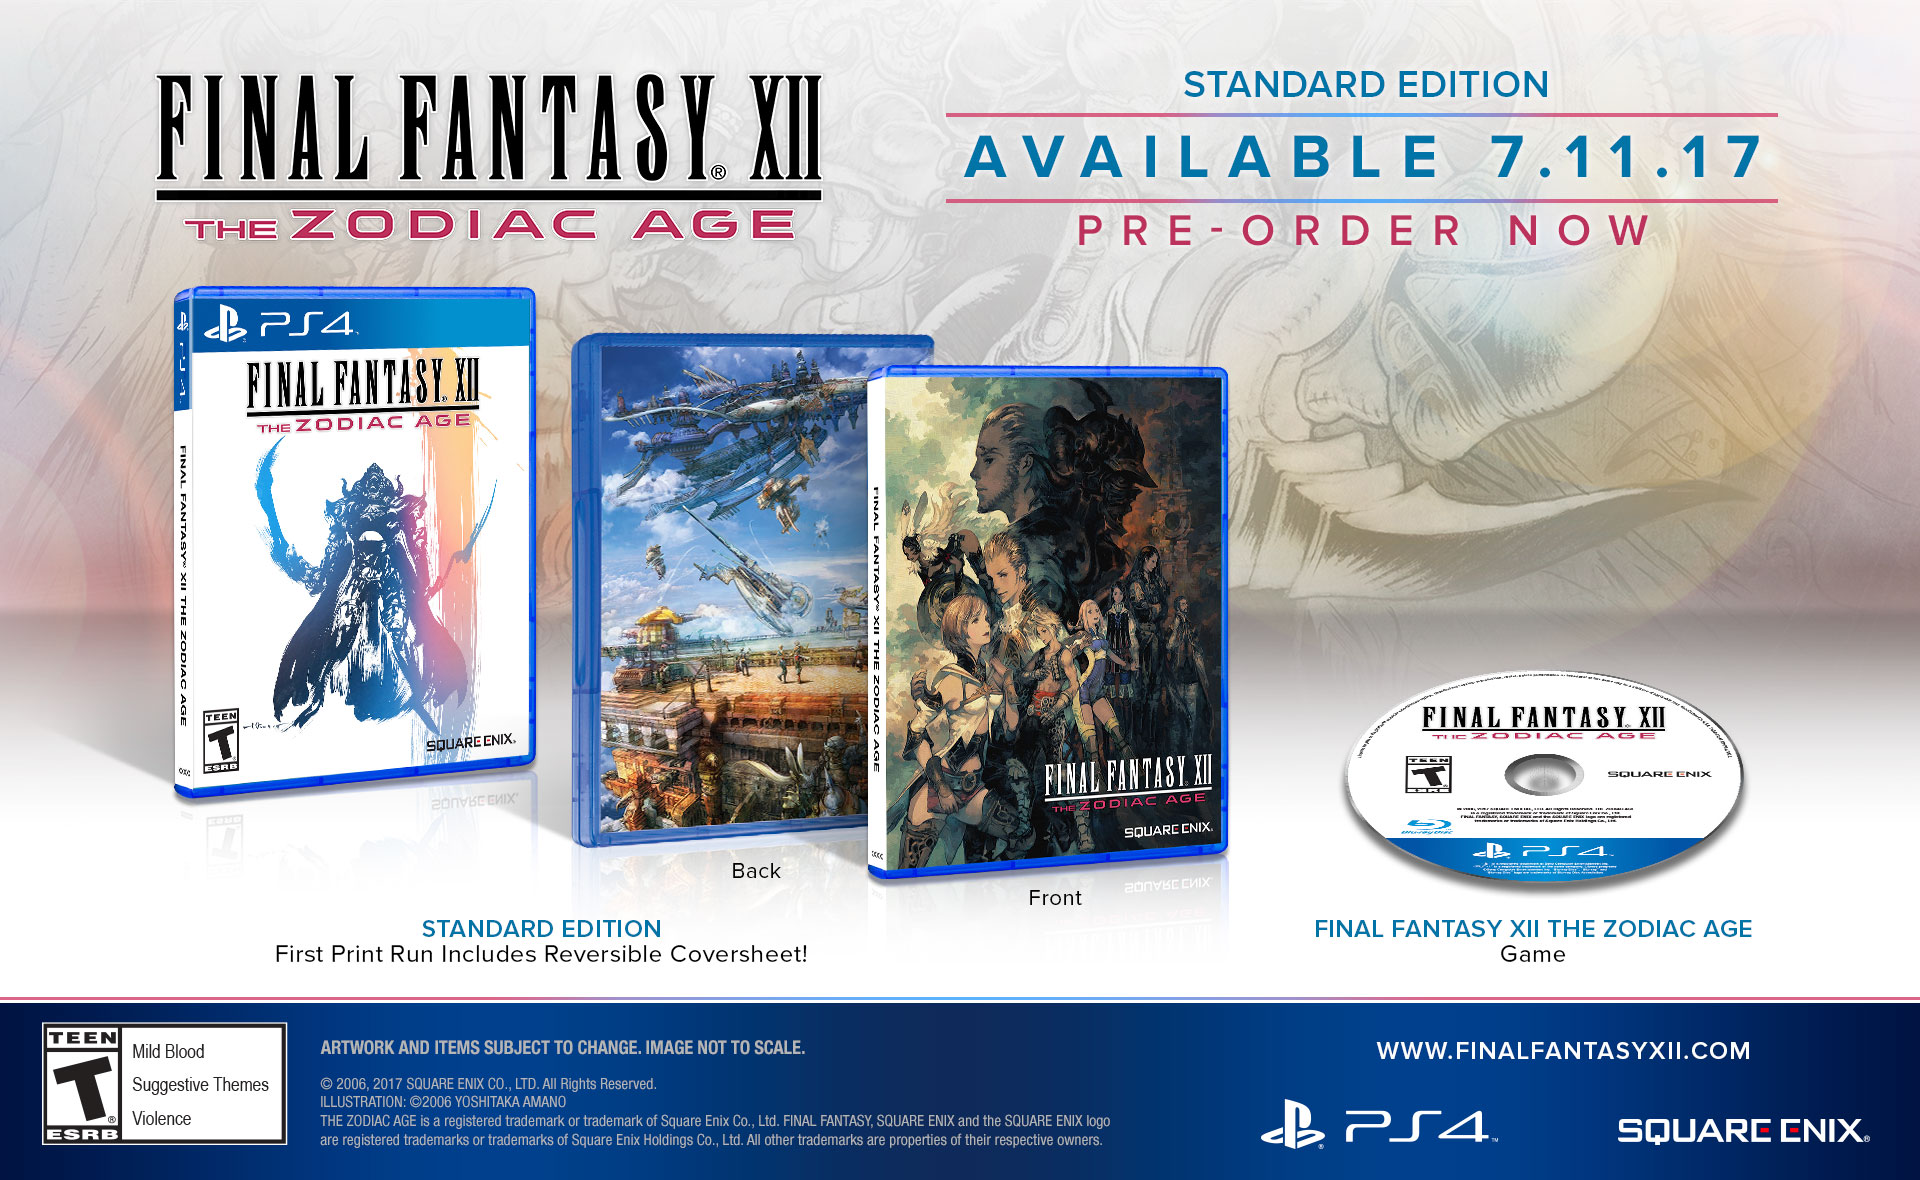 FINAL FANTASY® XII
THE ZODIAC AGE
STANDARD EDITION
AVAILABLE 7.11.17
PRE-ORDER NOW
PS4
PS4
FINAL FANTASY XII
THE ZODIAC AGE
FINAL FANTASY® XII THE ZODIAC AGE
TEEN
T
ESRB
SQUARE ENIX
Back
FINAL FANTASY® XII THE ZODIAC AGE
FINAL FANTASY XII
THE ZODIAC AGE
SQUARE ENIX
Front
FINAL FANTASY XII
THE ZODIAC AGE
TEEN
T
SQUARE ENIX
PS4
STANDARD EDITION
First Print Run Includes Reversible Coversheet!
FINAL FANTASY XII THE ZODIAC AGE
Game
TEEN
T®
ESRB
Mild Blood
Suggestive Themes
Violence
ARTWORK AND ITEMS SUBJECT TO CHANGE. IMAGE NOT TO SCALE.
© 2006, 2017 SQUARE ENIX CO., LTD. All Rights Reserved.
ILLUSTRATION: ©2006 YOSHITAKA AMANO
THE ZODIAC AGE is a registered trademark or trademark of Square Enix Co., Ltd. FINAL FANTASY, SQUARE ENIX and the SQUARE ENIX logo
are registered trademarks or trademarks of Square Enix Holdings Co., Ltd. All other trademarks are properties of their respective owners.
WWW.FINALFANTASYXII.COM
PS4™
SQUARE ENIX®